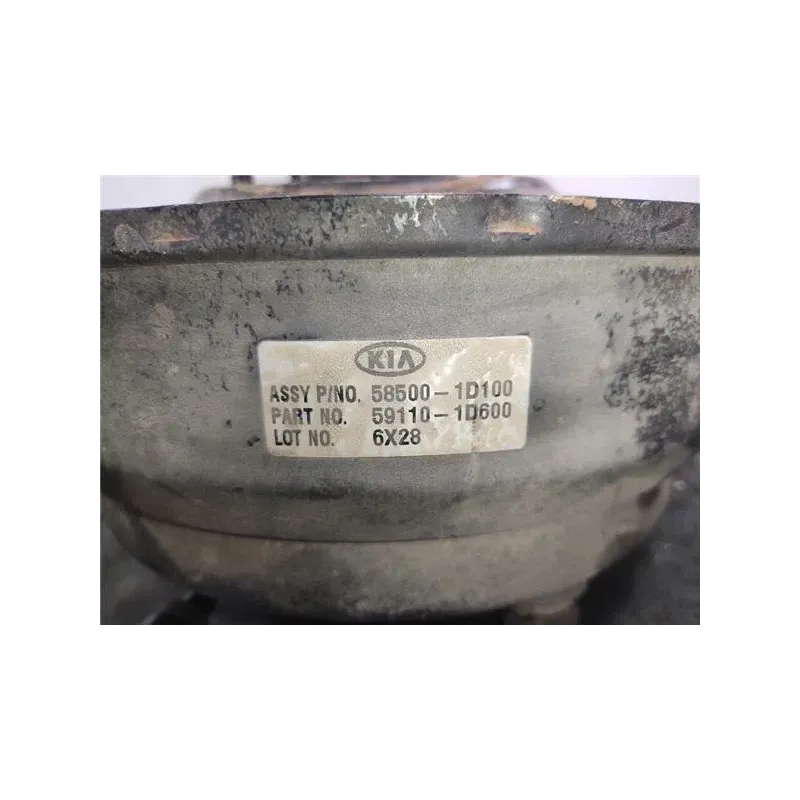 KIA
ASSY P/NO. 58500-1D100
PART NO. 59110-1D600
LOT NO. 6X28